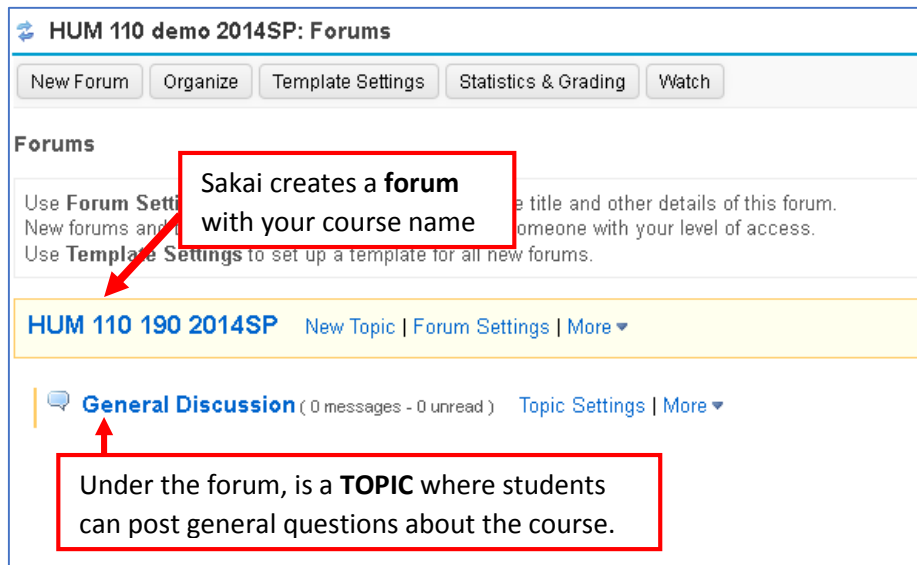 HUM 110 demo 2014SP: Forums
New Forum Organize Template Settings Statistics & Grading Watch
Forums
Sakai creates a forum
with your course name
Use Forum Setti e title and other details of this forum.
New forums and omeone with your level of access.
Use Template Settings to set up a template for all new forums.
HUM 110 190 2014SP New Topic | Forum Settings | More
General Discussion ( 0 messages - 0 unread ) Topic Settings | More
Under the forum, is a TOPIC where students
can post general questions about the course.